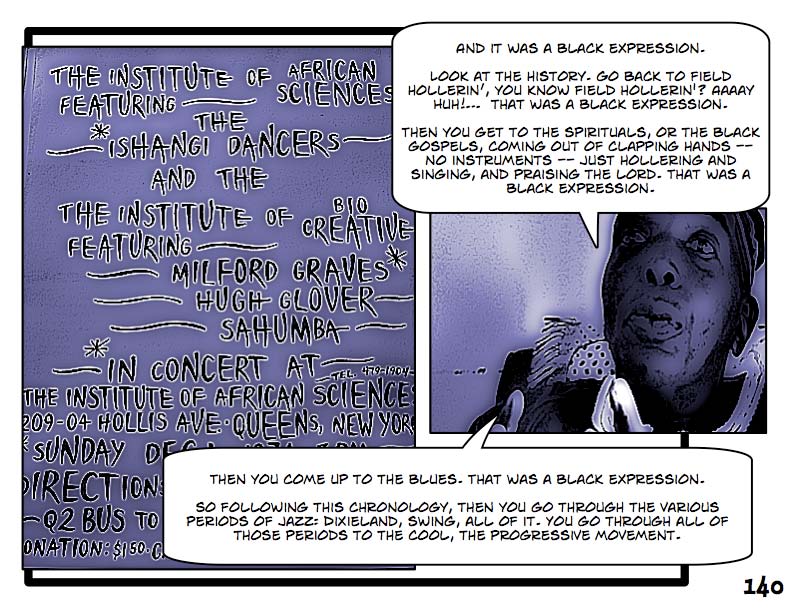 THE INSTITUTE OF AFRICAN SCIENCES
FEATURING
THE
*ISHANGI DANCERS
AND THE
THE INSTITUTE OF BIO CREATIVE
FEATURING
MILFORD GRAVES*
HUGH GLOVER
SAHUMBA
*IN CONCERT AT
TEL. 479-1904
THE INSTITUTE OF AFRICAN SCIENCE
209-04 HOLLIS AVE. QUEENS, NEW YORK
SUNDAY DEC
DIRECTIONS
Q2 BUS TO
ONATION: $1.50
AND IT WAS A BLACK EXPRESSION.
LOOK AT THE HISTORY. GO BACK TO FIELD
HOLLERIN', YOU KNOW FIELD HOLLERIN'? AAAAY
HUH!... THAT WAS A BLACK EXPRESSION.
THEN YOU GET TO THE SPIRITUALS, OR THE BLACK
GOSPELS, COMING OUT OF CLAPPING HANDS --
NO INSTRUMENTS -- JUST HOLLERING AND
SINGING, AND PRAISING THE LORD. THAT WAS A
BLACK EXPRESSION.
THEN YOU COME UP TO THE BLUES. THAT WAS A BLACK EXPRESSION.
SO FOLLOWING THIS CHRONOLOGY, THEN YOU GO THROUGH THE VARIOUS
PERIODS OF JAZZ: DIXIELAND, SWING, ALL OF IT. YOU GO THROUGH ALL OF
THOSE PERIODS TO THE COOL, THE PROGRESSIVE MOVEMENT.
140